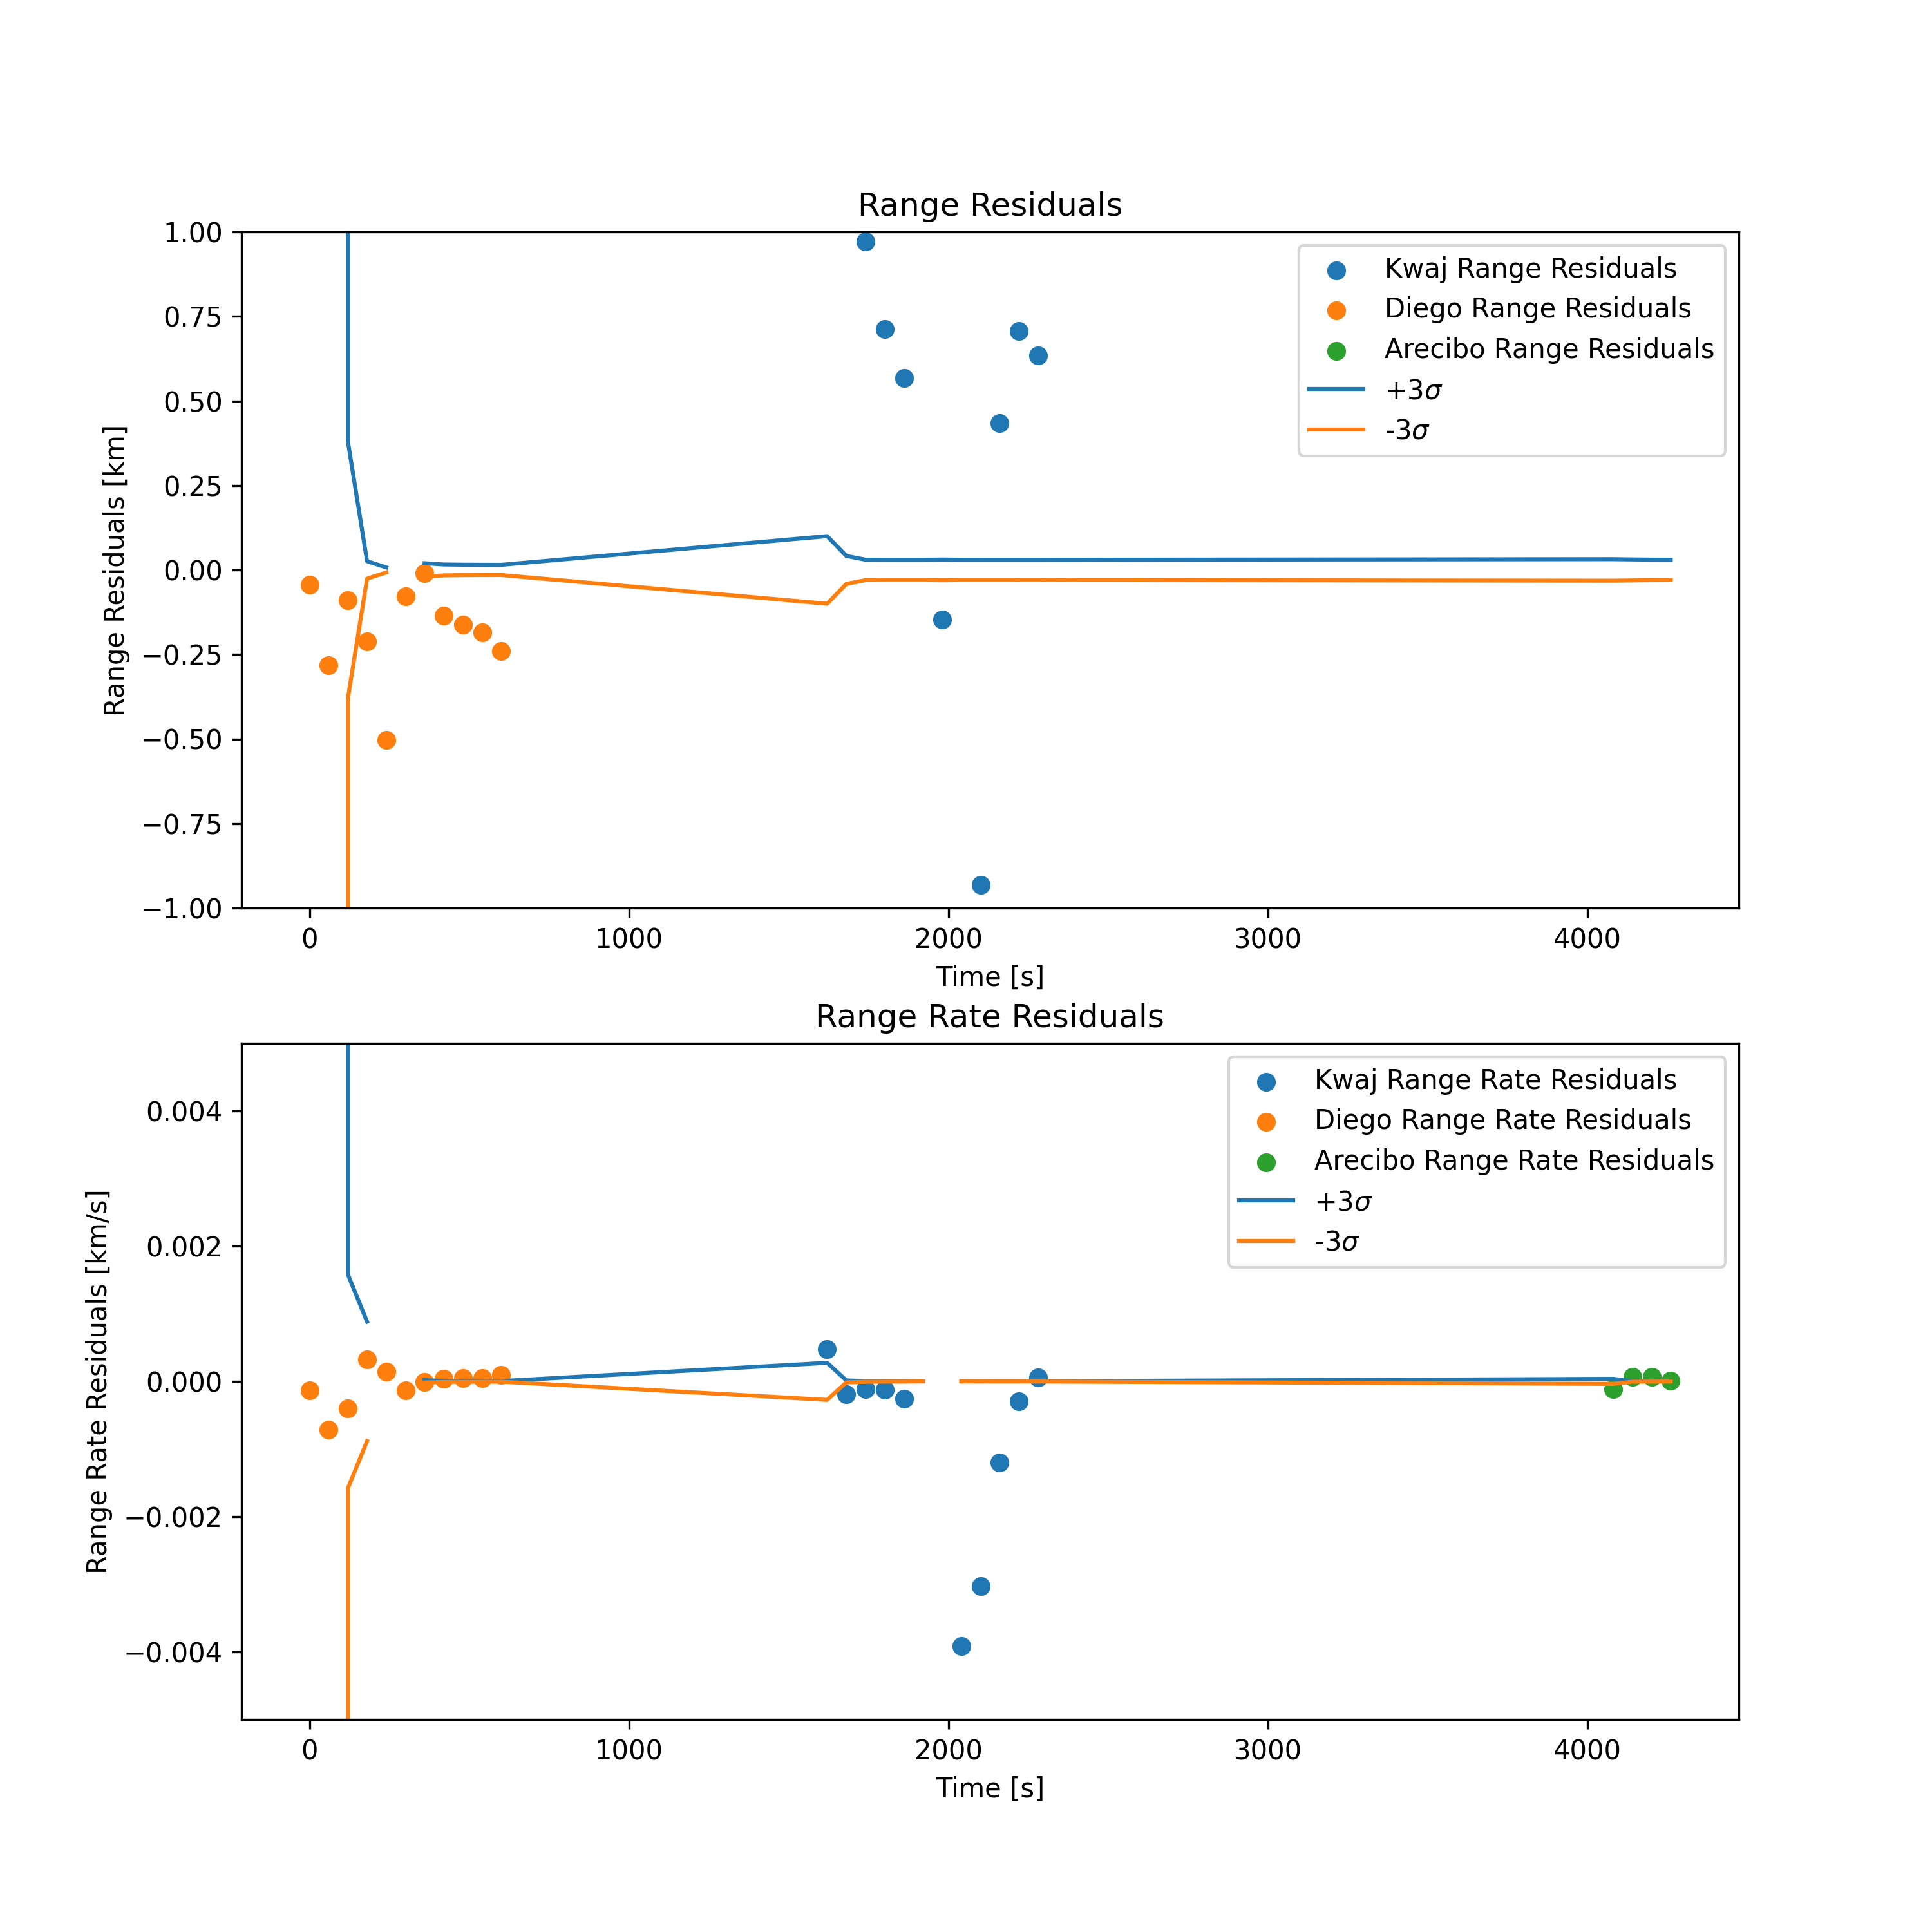 Range Residuals
1.00
0.75
0.50
0.25
0.00
−0.25
−0.50
−0.75
−1.00
Range Residuals [km]
Kwaj Range Residuals
Diego Range Residuals
Arecibo Range Residuals
+3σ
-3σ
0 1000 2000 3000 4000
Time [s]
Range Rate Residuals
0.004
0.002
0.000
−0.002
−0.004
Range Rate Residuals [km/s]
Kwaj Range Rate Residuals
Diego Range Rate Residuals
Arecibo Range Rate Residuals
+3σ
-3σ
0 1000 2000 3000 4000
Time [s]